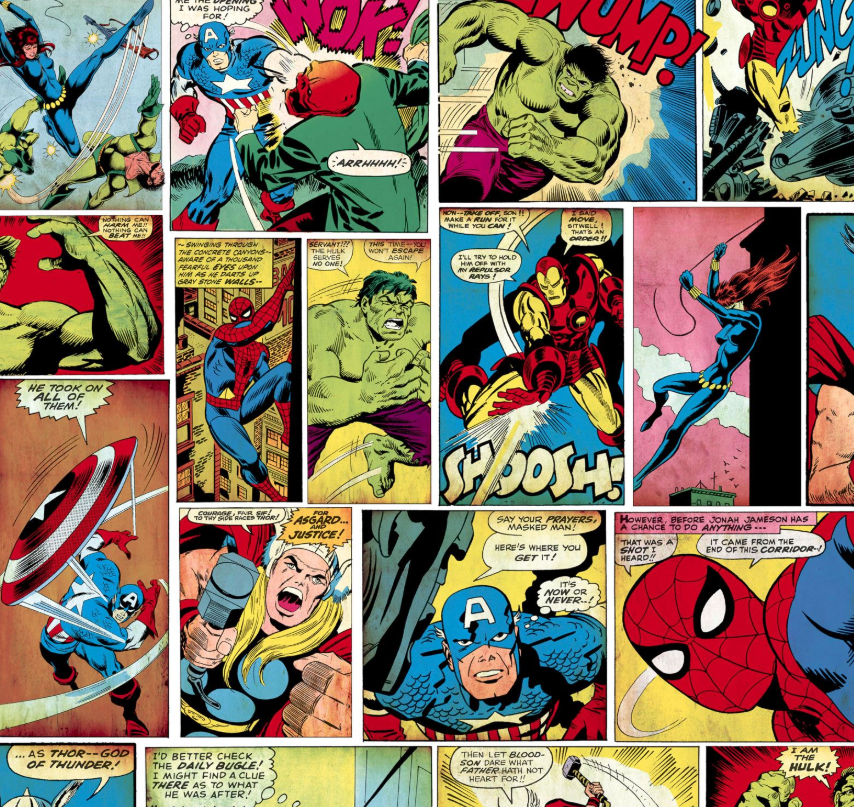 ME THE OPENING
I WAS HOPING
FOR!
WOK!
ARRHHHH!
WUMP!
ZUNG!
NOTHING CAN
HARM ME!!
NOTHING CAN
BEAT ME!!
~SWINGING THROUGH
THE CONCRETE CANYONS~
AWARE OF A THOUSAND
FEARFUL EYES UPON
HIM AS HE DARTS UP
GRAY STONE WALLS--
SERVANT???
THE HULK
SERVES
NO ONE!
THIS TIME--YOU
WON'T ESCAPE
AGAIN!
NOW--TAKE OFF, SON!!
MAKE A RUN FOR IT
WHILE YOU CAN!
I SAID
MOVE,
SITWELL!
THAT'S AN
ORDER!!
I'LL TRY TO HOLD
HIM OFF WITH
MY REPULSOR
RAYS!
SHOOSH!
HE TOOK ON
ALL OF
THEM!
COURAGE, FAIR SIF!
TO THY SIDE RACES THOR!
FOR
ASGARD...
AND
JUSTICE!
SAY YOUR PRAYERS,
MASKED MAN!
HERE'S WHERE YOU
GET IT!
IT'S
NOW OR
NEVER..!
HOWEVER, BEFORE JONAH JAMESON HAS
A CHANCE TO DO ANYTHING ---
THAT WAS A
SHOT I
HEARD!!
IT CAME FROM THE
END OF THIS CORRIDOR--!
... AS THOR--GOD
OF THUNDER!
I'D BETTER CHECK
THE DAILY BUGLE!
I MIGHT FIND A CLUE
THERE AS TO WHAT
HE WAS AFTER!
THEN LET BLOOD-
SON DARE WHAT
FATHER HATH NOT
HEART FOR!!
I AM
THE
HULK!